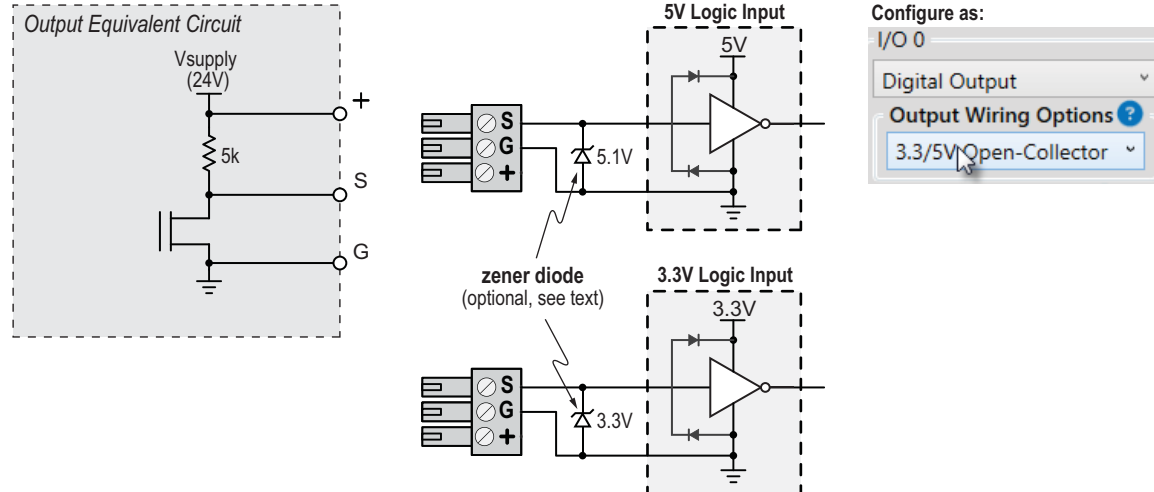 Output Equivalent Circuit
Vsupply
(24V)
+
5k
S
G
5V Logic Input
5V
S
G
+
5.1V
zener diode
(optional, see text)
3.3V Logic Input
3.3V
S
G
+
3.3V
Configure as:
I/O 0
Digital Output
Output Wiring Options ?
3.3/5V Open-Collector